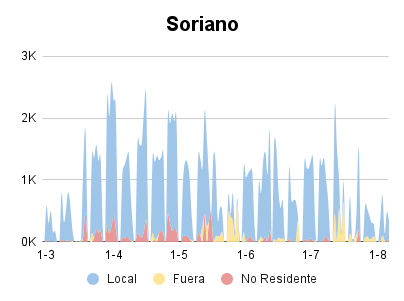 Soriano
3K
2K
1K
0K
1-3 1-4 1-5 1-6 1-7 1-8
Local Fuera No Residente